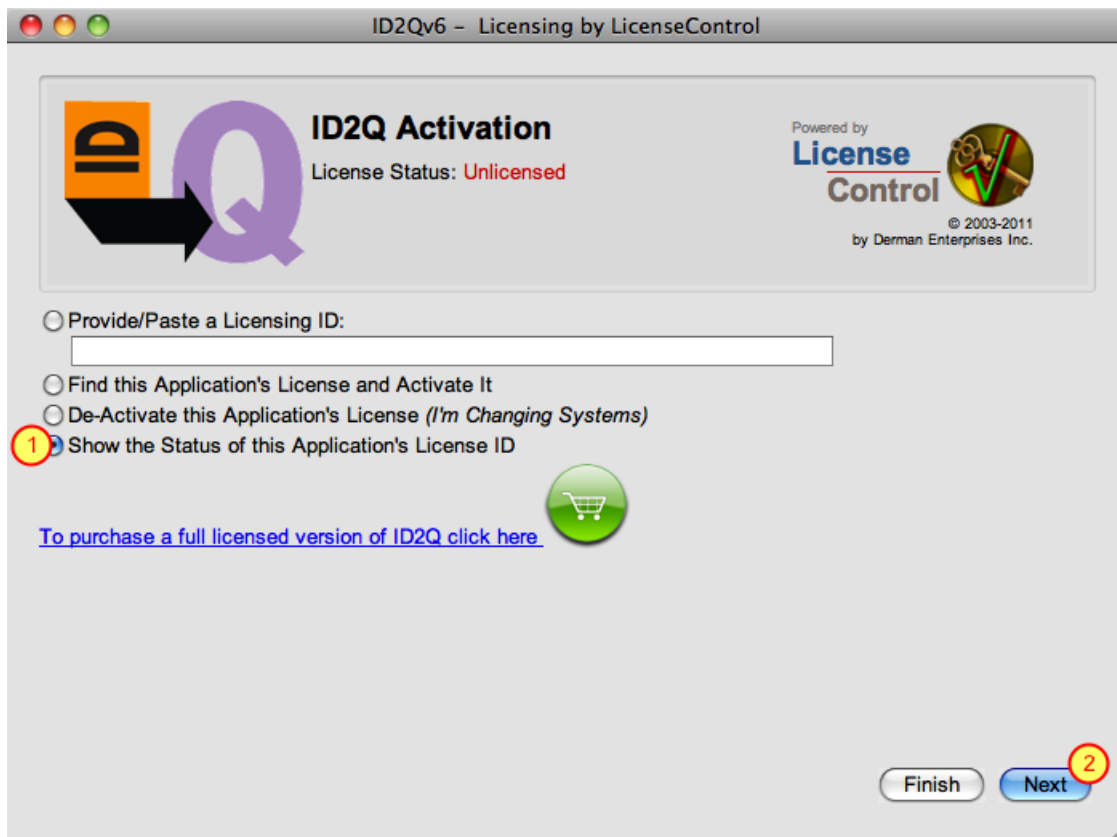 ID2Qv6 – Licensing by LicenseControl
ID
Q
ID2Q Activation
License Status: Unlicensed
Powered by
License
Control
© 2003-2011
by Derman Enterprises Inc.
Provide/Paste a Licensing ID:
Find this Application's License and Activate It
De-Activate this Application's License (I'm Changing Systems)
1
Show the Status of this Application's License ID
To purchase a full licensed version of ID2Q click here
Finish
Next
2